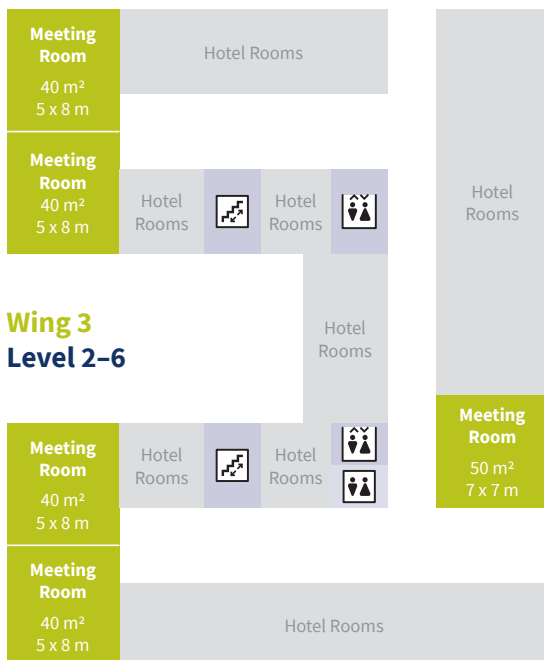 Meeting
Room
40 m²
5 x 8 m
Hotel Rooms
Meeting
Room
40 m²
5 x 8 m
Hotel
Rooms
Hotel
Rooms
Hotel
Rooms
Wing 3
Level 2–6
Hotel
Rooms
Meeting
Room
50 m²
7 x 7 m
Meeting
Room
40 m²
5 x 8 m
Hotel
Rooms
Hotel
Rooms
Meeting
Room
40 m²
5 x 8 m
Hotel Rooms